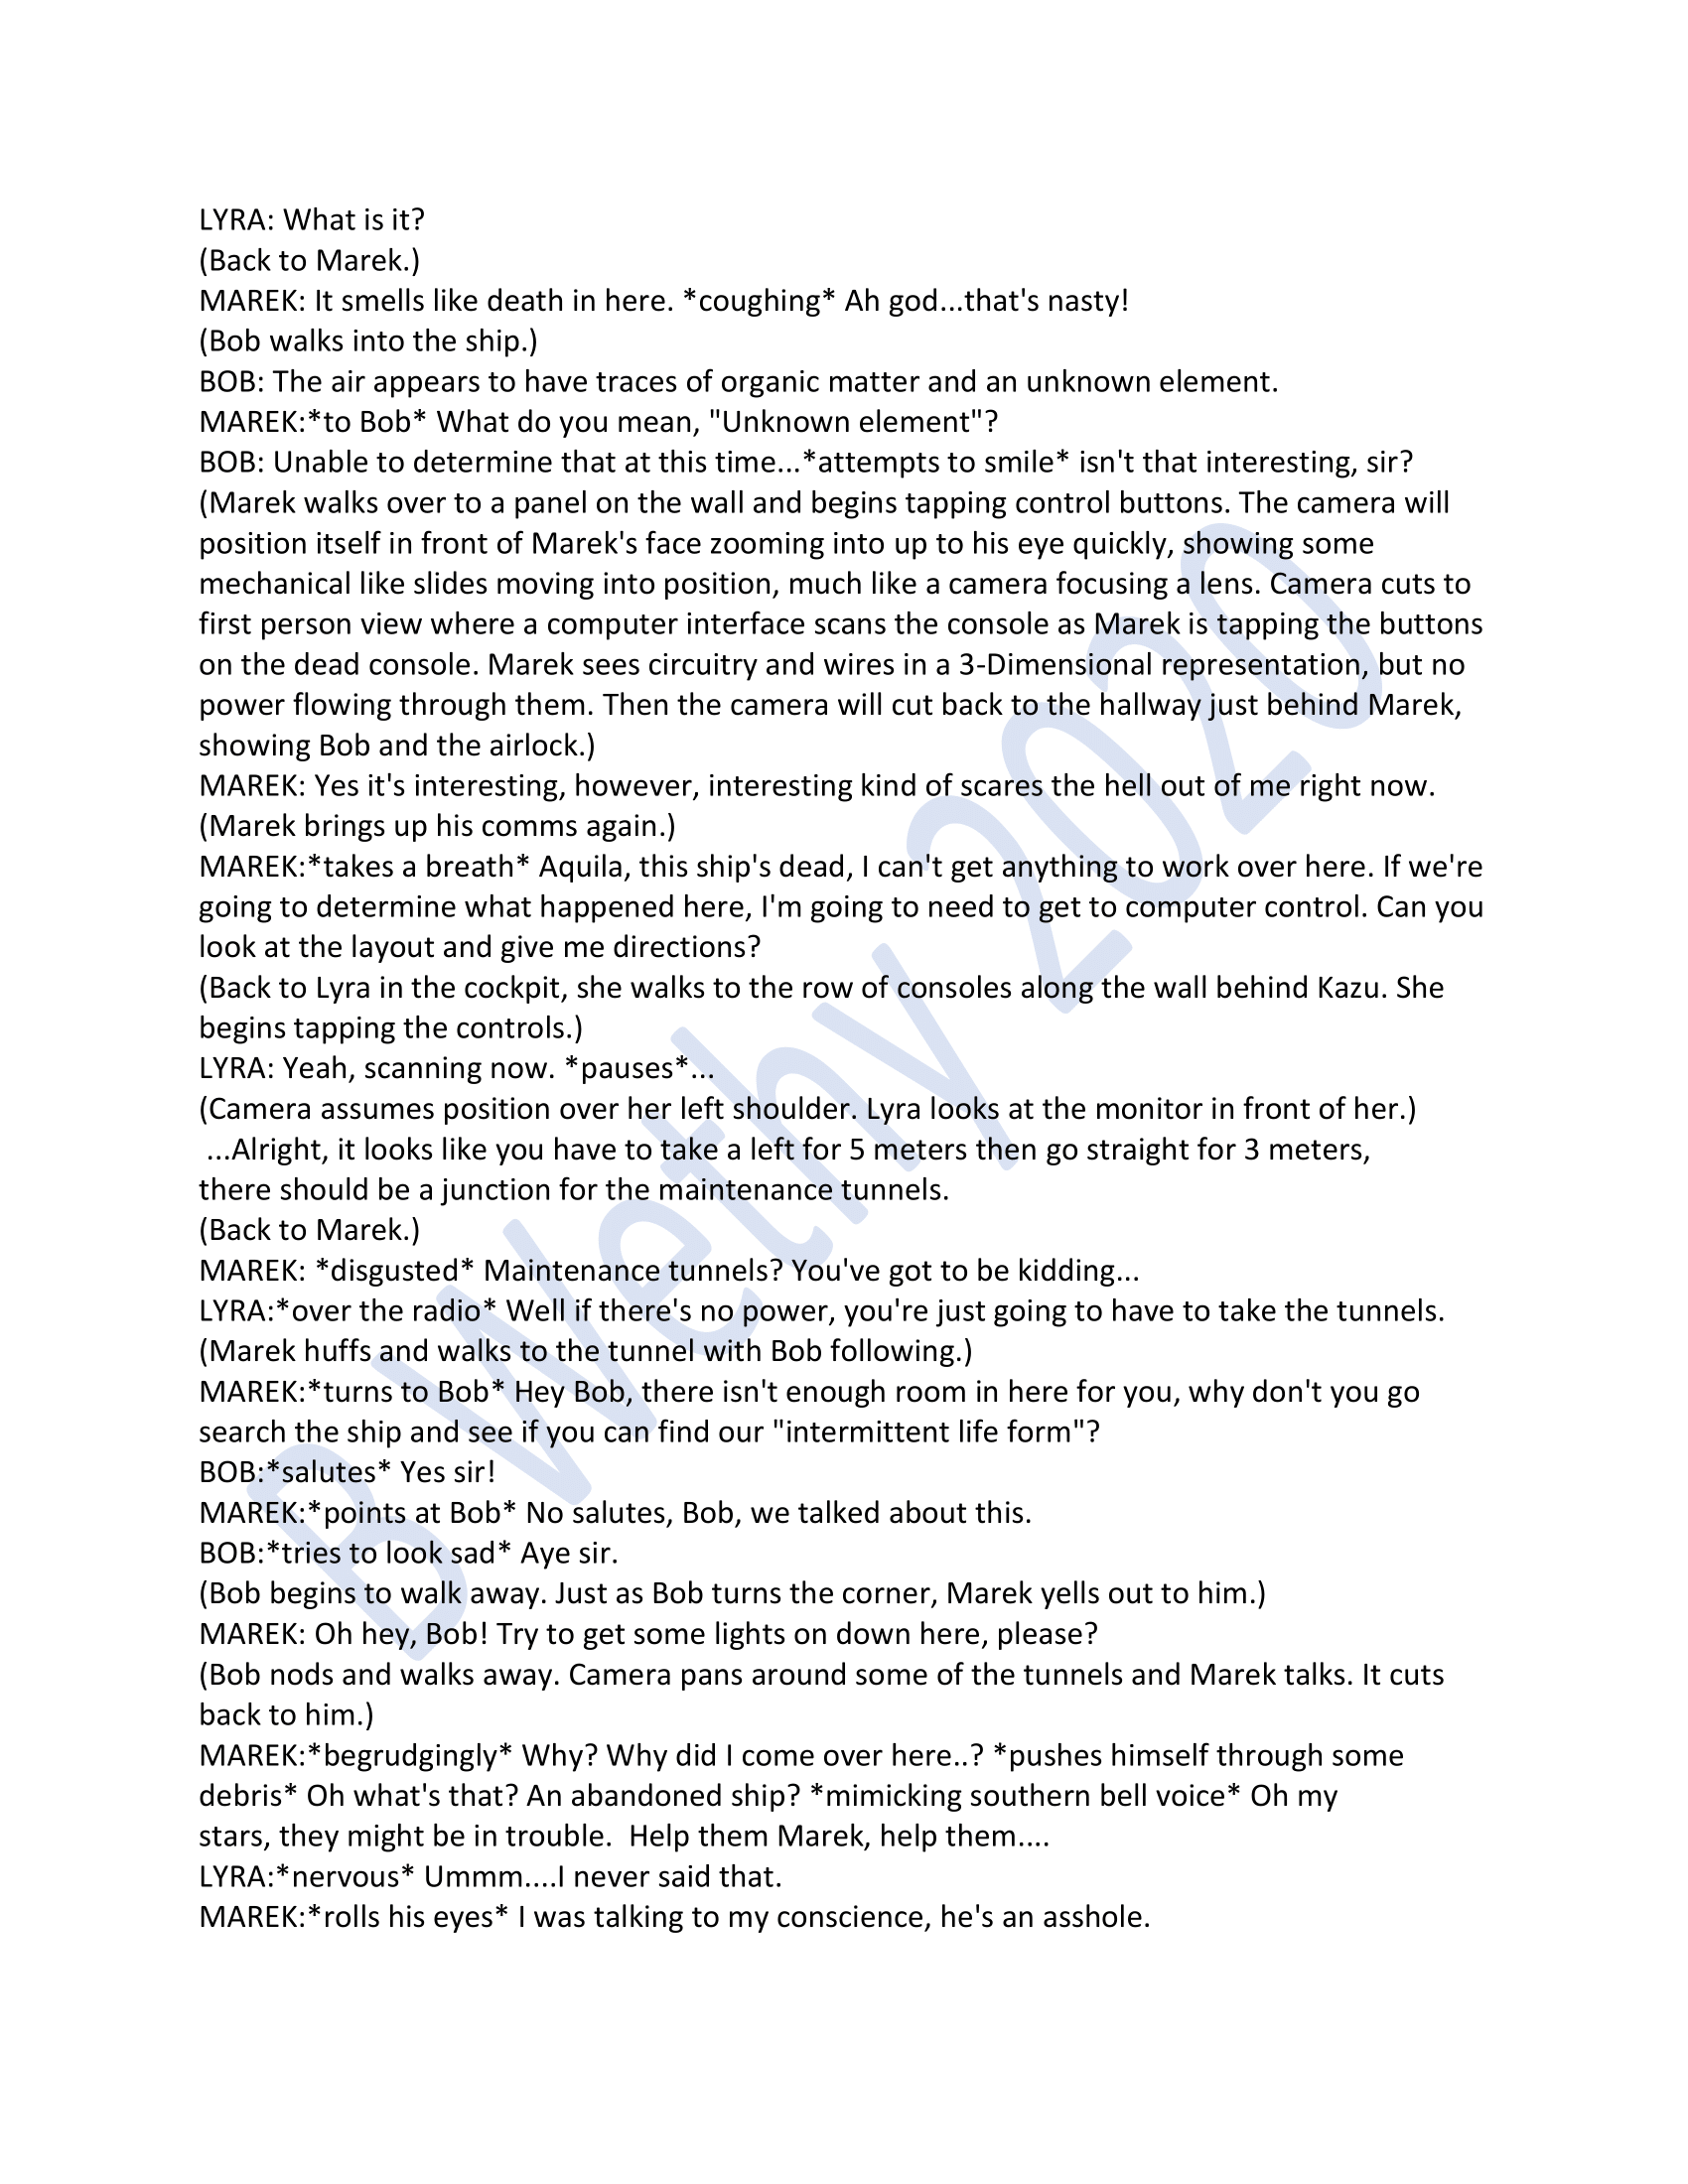 LYRA: What is it?
(Back to Marek.)
MAREK: It smells like death in here. *coughing* Ah god...that's nasty!
(Bob walks into the ship.)
BOB: The air appears to have traces of organic matter and an unknown element.
MAREK:*to Bob* What do you mean, "Unknown element"?
BOB: Unable to determine that at this time...*attempts to smile* isn't that interesting, sir?
(Marek walks over to a panel on the wall and begins tapping control buttons. The camera will
position itself in front of Marek's face zooming into up to his eye quickly, showing some
mechanical like slides moving into position, much like a camera focusing a lens. Camera cuts to
first person view where a computer interface scans the console as Marek is tapping the buttons
on the dead console. Marek sees circuitry and wires in a 3-Dimensional representation, but no
power flowing through them. Then the camera will cut back to the hallway just behind Marek,
showing Bob and the airlock.)
MAREK: Yes it's interesting, however, interesting kind of scares the hell out of me right now.
(Marek brings up his comms again.)
MAREK:*takes a breath* Aquila, this ship's dead, I can't get anything to work over here. If we're
going to determine what happened here, I'm going to need to get to computer control. Can you
look at the layout and give me directions?
(Back to Lyra in the cockpit, she walks to the row of consoles along the wall behind Kazu. She
begins tapping the controls.)
LYRA: Yeah, scanning now. *pauses*...
(Camera assumes position over her left shoulder. Lyra looks at the monitor in front of her.)
...Alright, it looks like you have to take a left for 5 meters then go straight for 3 meters,
there should be a junction for the maintenance tunnels.
(Back to Marek.)
MAREK: *disgusted* Maintenance tunnels? You've got to be kidding...
LYRA:*over the radio* Well if there's no power, you're just going to have to take the tunnels.
(Marek huffs and walks to the tunnel with Bob following.)
MAREK:*turns to Bob* Hey Bob, there isn't enough room in here for you, why don't you go
search the ship and see if you can find our "intermittent life form"?
BOB:*salutes* Yes sir!
MAREK:*points at Bob* No salutes, Bob, we talked about this.
BOB:*tries to look sad* Aye sir.
(Bob begins to walk away. Just as Bob turns the corner, Marek yells out to him.)
MAREK: Oh hey, Bob! Try to get some lights on down here, please?
(Bob nods and walks away. Camera pans around some of the tunnels and Marek talks. It cuts
back to him.)
MAREK:*begrudgingly* Why? Why did I come over here..? *pushes himself through some
debris* Oh what's that? An abandoned ship? *mimicking southern bell voice* Oh my
stars, they might be in trouble.  Help them Marek, help them....
LYRA:*nervous* Ummm....I never said that.
MAREK:*rolls his eyes* I was talking to my conscience, he's an asshole.
B Wethy 2020